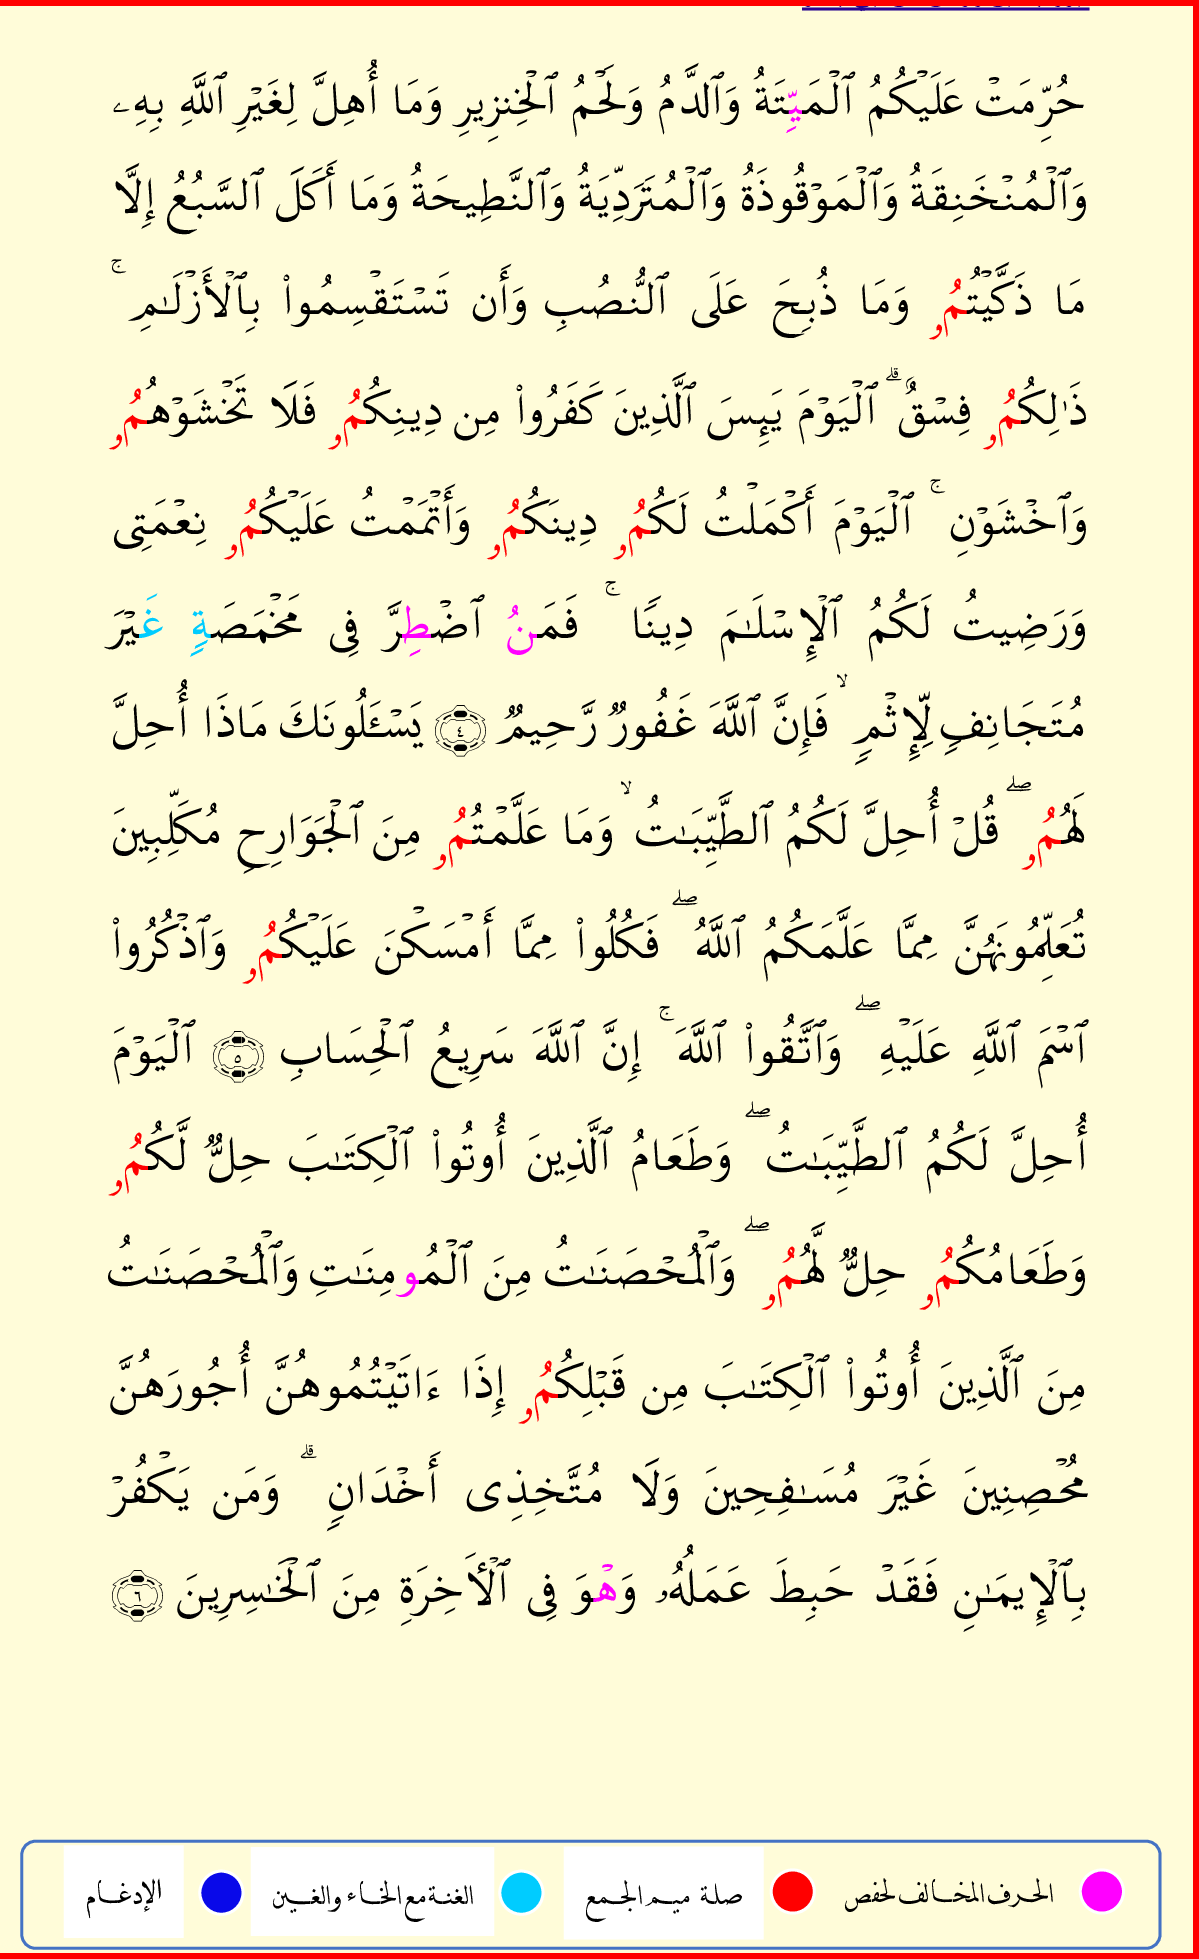 حُرِّمَتْ عَلَيْكُمُ ٱلْمَيِّتَةُ وَٱلدَّمُ وَلَحْمُ ٱلْخِنزِيرِ وَمَا أُهِلَّ لِغَيْرِ ٱللَّهِ بِهِۦ
وَٱلْمُنْخَنِقَةُ وَٱلْمَوْقُوذَةُ وَٱلْمُتَرَدِّيَةُ وَٱلنَّطِيحَةُ وَمَا أَكَلَ ٱلسَّبُعُ إِلَّا
مَا ذَكَّيْتُمُۥ وَمَا ذُبِحَ عَلَى ٱلنُّصُبِ وَأَن تَسْتَقْسِمُوا۟ بِٱلْأَزْلَـٰمِ ۚ
ذَٰلِكُمُۥ فِسْقٌ ۗ ٱلْيَوْمَ يَئِسَ ٱلَّذِينَ كَفَرُوا۟ مِن دِينِكُمُۥ فَلَا تَخْشَوْهُمُۥ
وَٱخْشَوْنِ ۚ ٱلْيَوْمَ أَكْمَلْتُ لَكُمُۥ دِينَكُمُۥ وَأَتْمَمْتُ عَلَيْكُمُۥ نِعْمَتِى
وَرَضِيتُ لَكُمُ ٱلْإِسْلَـٰمَ دِينًا ۚ فَمَنُ ٱضْطِرَّ فِى مَخْمَصَةٍ غَيْرَ
مُتَجَانِفٍ لِّإِثْمٍ ۙ فَإِنَّ ٱللَّهَ غَفُورٌ رَّحِيمٌ ٤ يَسْـَٔلُونَكَ مَاذَا أُحِلَّ
لَهُمُۥ ۖ قُلْ أُحِلَّ لَكُمُ ٱلطَّيِّبَـٰتُ ۙ وَمَا عَلَّمْتُمُۥ مِنَ ٱلْجَوَارِحِ مُكَلِّبِينَ
تُعَلِّمُونَهُنَّ مِمَّا عَلَّمَكُمُ ٱللَّهُ ۖ فَكُلُوا۟ مِمَّا أَمْسَكْنَ عَلَيْكُمُۥ وَٱذْكُرُوا۟
ٱسْمَ ٱللَّهِ عَلَيْهِ ۖ وَٱتَّقُوا۟ ٱللَّهَ ۚ إِنَّ ٱللَّهَ سَرِيعُ ٱلْحِسَابِ ٥ ٱلْيَوْمَ
أُحِلَّ لَكُمُ ٱلطَّيِّبَـٰتُ ۖ وَطَعَامُ ٱلَّذِينَ أُوتُوا۟ ٱلْكِتَـٰبَ حِلٌّ لَّكُمُۥ
وَطَعَامُكُمُۥ حِلٌّ لَّهُمُۥ ۖ وَٱلْمُحْصَنَـٰتُ مِنَ ٱلْمُومِنَـٰتِ وَٱلْمُحْصَنَـٰتُ
مِنَ ٱلَّذِينَ أُوتُوا۟ ٱلْكِتَـٰبَ مِن قَبْلِكُمُۥ إِذَا ءَاتَيْتُمُوهُنَّ أُجُورَهُنَّ
مُحْصِنِينَ غَيْرَ مُسَـٰفِحِينَ وَلَا مُتَّخِذِى أَخْدَانٍ ۗ وَمَن يَكْفُرْ
بِٱلْإِيمَـٰنِ فَقَدْ حَبِطَ عَمَلُهُۥ وَهْوَ فِى ٱلْأَخِرَةِ مِنَ ٱلْخَـٰسِرِينَ ٦
الحرف المخالف لحفص صلة ميم الجمع الغنة مع الخاء والغين الإدغام